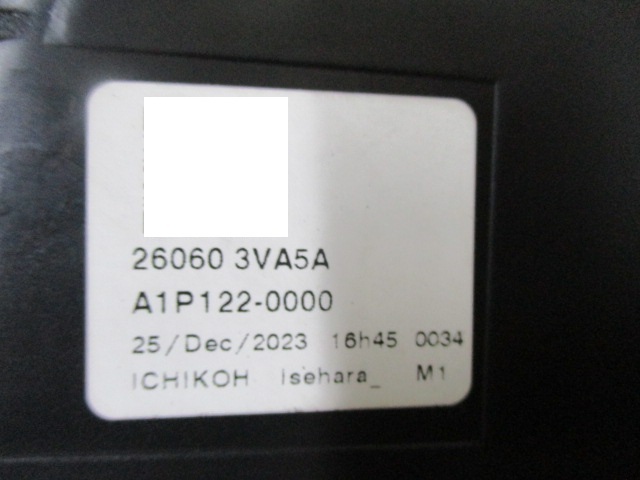 26060 3VA5A
A1P122-0000
25/Dec/2023 16h45 0034
ICHIKOH Isehara_ M1